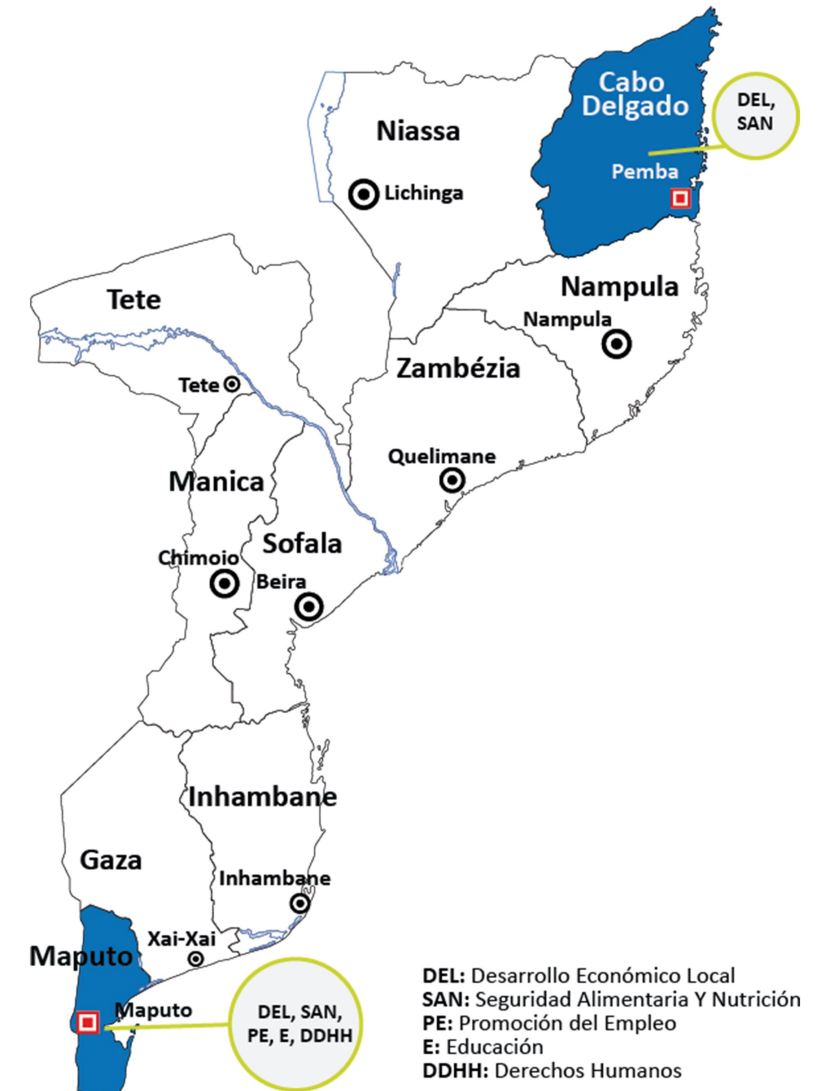 Cabo
Delgado
DEL,
SAN
Niassa
Pemba
Lichinga
Nampula
Tete
Nampula
Zambézia
Tete
Quelimane
Manica
Sofala
Chimoio
Beira
Inhambane
Gaza
Inhambane
Xai-Xai
Maputo
Maputo
DEL, SAN,
PE, E, DDHH
DEL: Desarrollo Económico Local
SAN: Seguridad Alimentaria Y Nutrición
PE: Promoción del Empleo
E: Educación
DDHH: Derechos Humanos